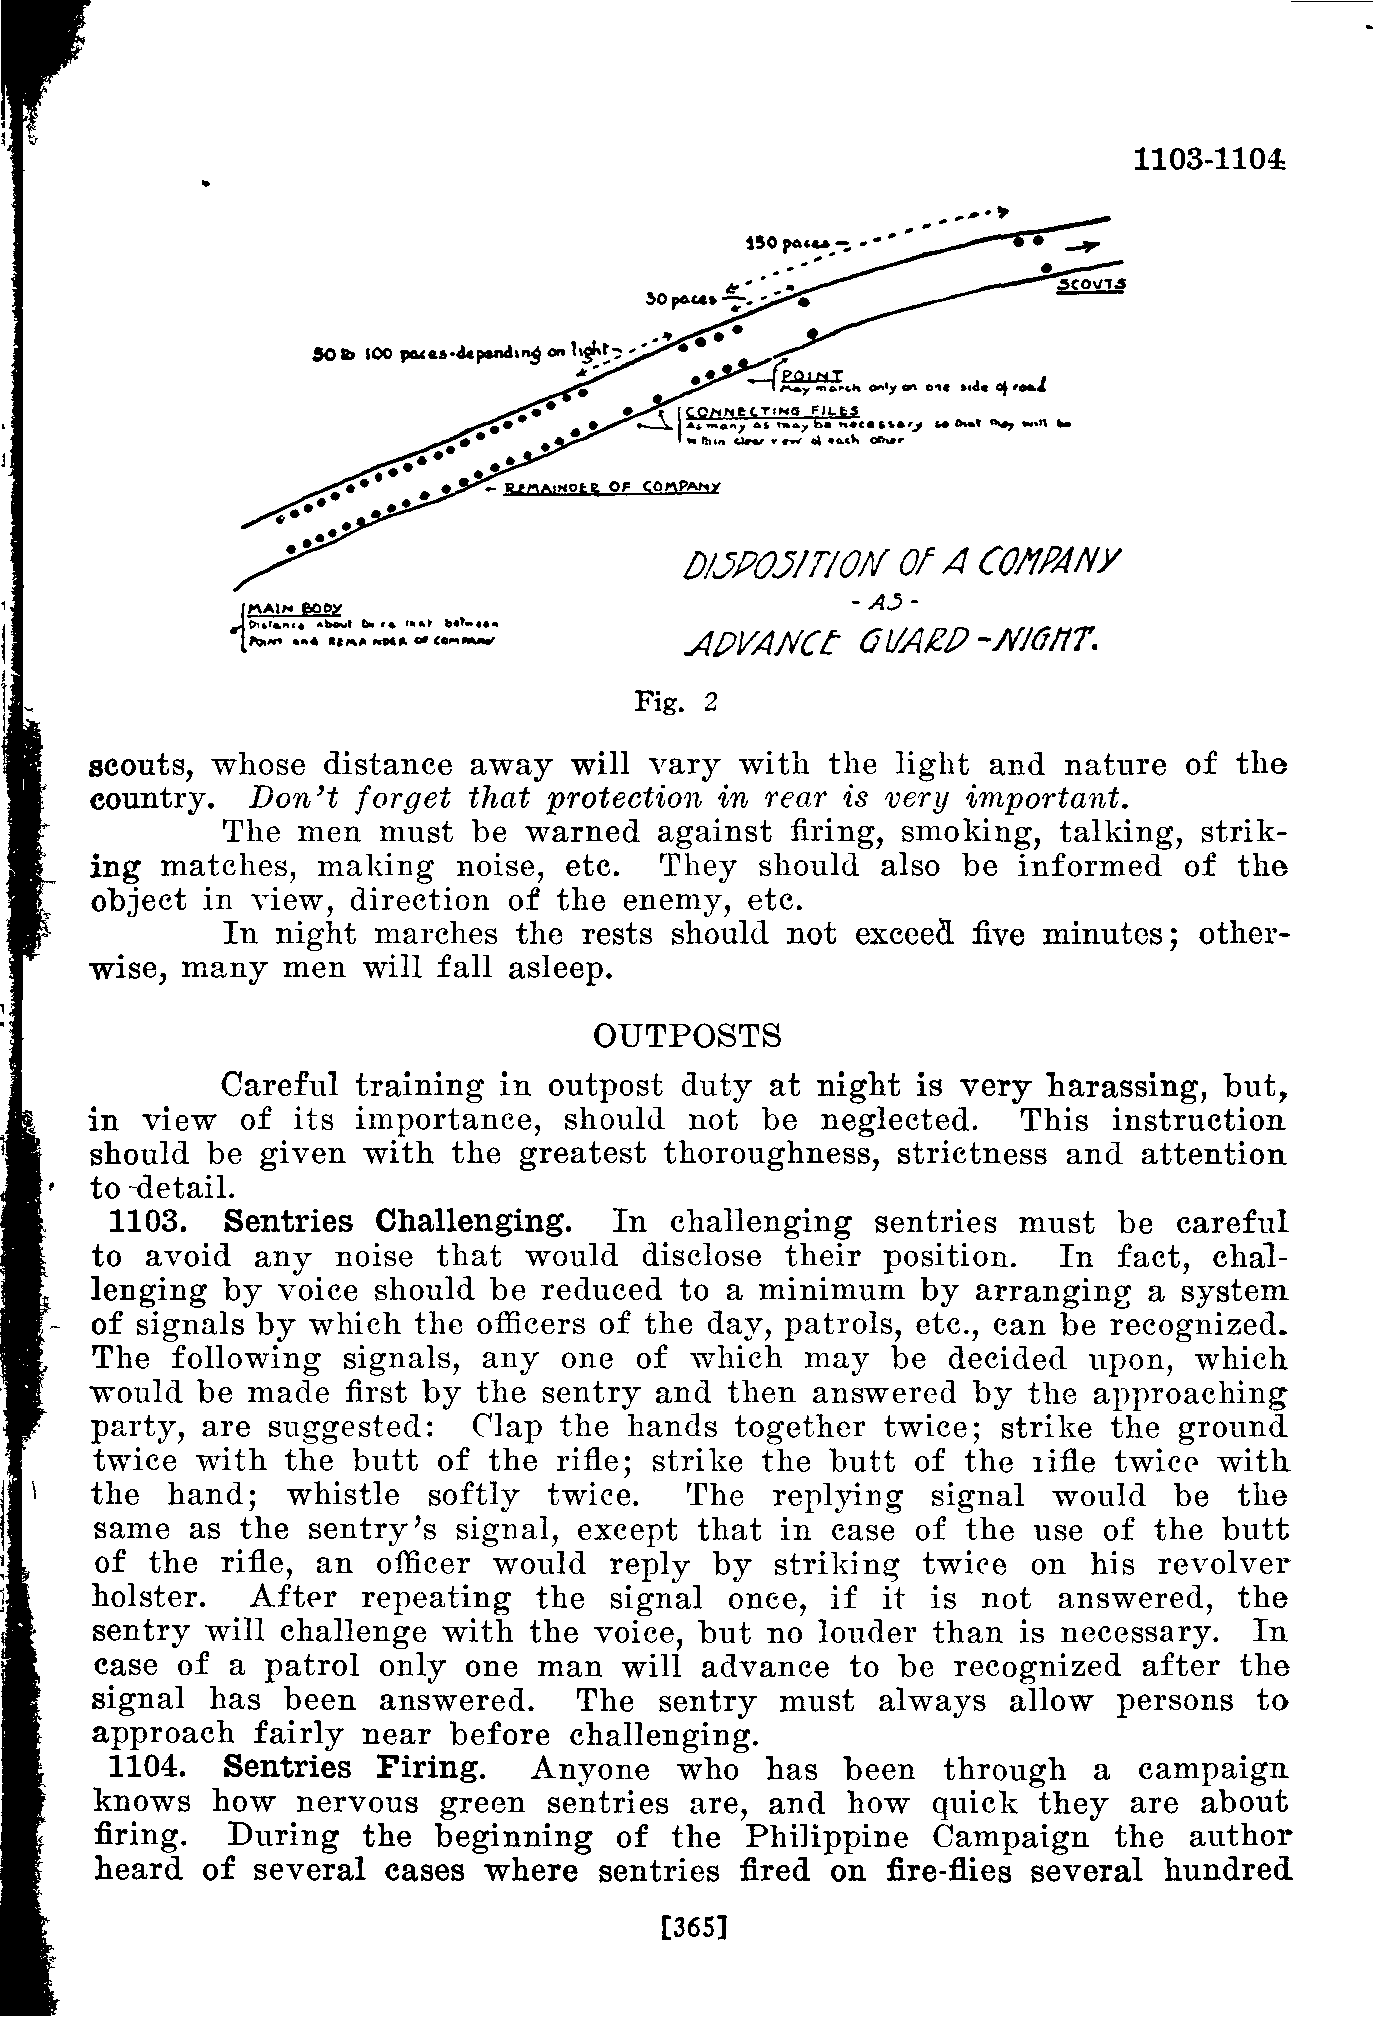 1103-1104
150 paces
SCOUTS
30 paces
50 to 100 paces-depending on light
POINT
May march only on one side of road
CONNECTING FILES
As many as may be necessary so that they will be
within clear view of each other
REMAINDER OF COMPANY
DISPOSITION OF A COMPANY
- AS -
ADVANCE GUARD - NIGHT.
MAIN BODY
Distance about twice that between
Point and REMAINDER OF COMPANY
Fig. 2
scouts, whose distance away will vary with the light and nature of the
country. Don't forget that protection in rear is very important.
The men must be warned against firing, smoking, talking, strik-
ing matches, making noise, etc. They should also be informed of the
object in view, direction of the enemy, etc.
In night marches the rests should not exceed five minutes; other-
wise, many men will fall asleep.
OUTPOSTS
Careful training in outpost duty at night is very harassing, but,
in view of its importance, should not be neglected. This instruction
should be given with the greatest thoroughness, strictness and attention
to detail.
1103. Sentries Challenging. In challenging sentries must be careful
to avoid any noise that would disclose their position. In fact, chal-
lenging by voice should be reduced to a minimum by arranging a system
of signals by which the officers of the day, patrols, etc., can be recognized.
The following signals, any one of which may be decided upon, which
would be made first by the sentry and then answered by the approaching
party, are suggested: Clap the hands together twice; strike the ground
twice with the butt of the rifle; strike the butt of the rifle twice with
the hand; whistle softly twice. The replying signal would be the
same as the sentry's signal, except that in case of the use of the butt
of the rifle, an officer would reply by striking twice on his revolver
holster. After repeating the signal once, if it is not answered, the
sentry will challenge with the voice, but no louder than is necessary. In
case of a patrol only one man will advance to be recognized after the
signal has been answered. The sentry must always allow persons to
approach fairly near before challenging.
1104. Sentries Firing. Anyone who has been through a campaign
knows how nervous green sentries are, and how quick they are about
firing. During the beginning of the Philippine Campaign the author
heard of several cases where sentries fired on fire-flies several hundred
[365]